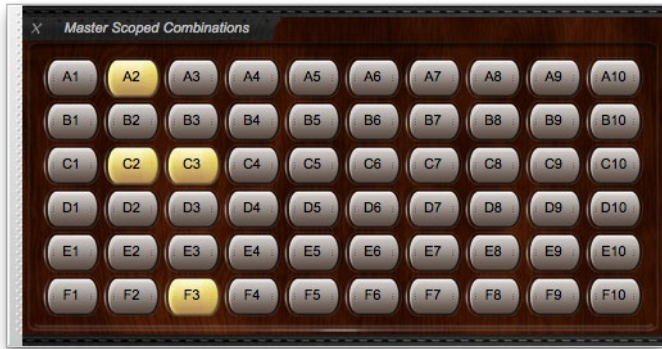 X Master Scoped Combinations
A1 A2 A3 A4 A5 A6 A7 A8 A9 A10
B1 B2 B3 B4 B5 B6 B7 B8 B9 B10
C1 C2 C3 C4 C5 C6 C7 C8 C9 C10
D1 D2 D3 D4 D5 D6 D7 D8 D9 D10
E1 E2 E3 E4 E5 E6 E7 E8 E9 E10
F1 F2 F3 F4 F5 F6 F7 F8 F9 F10